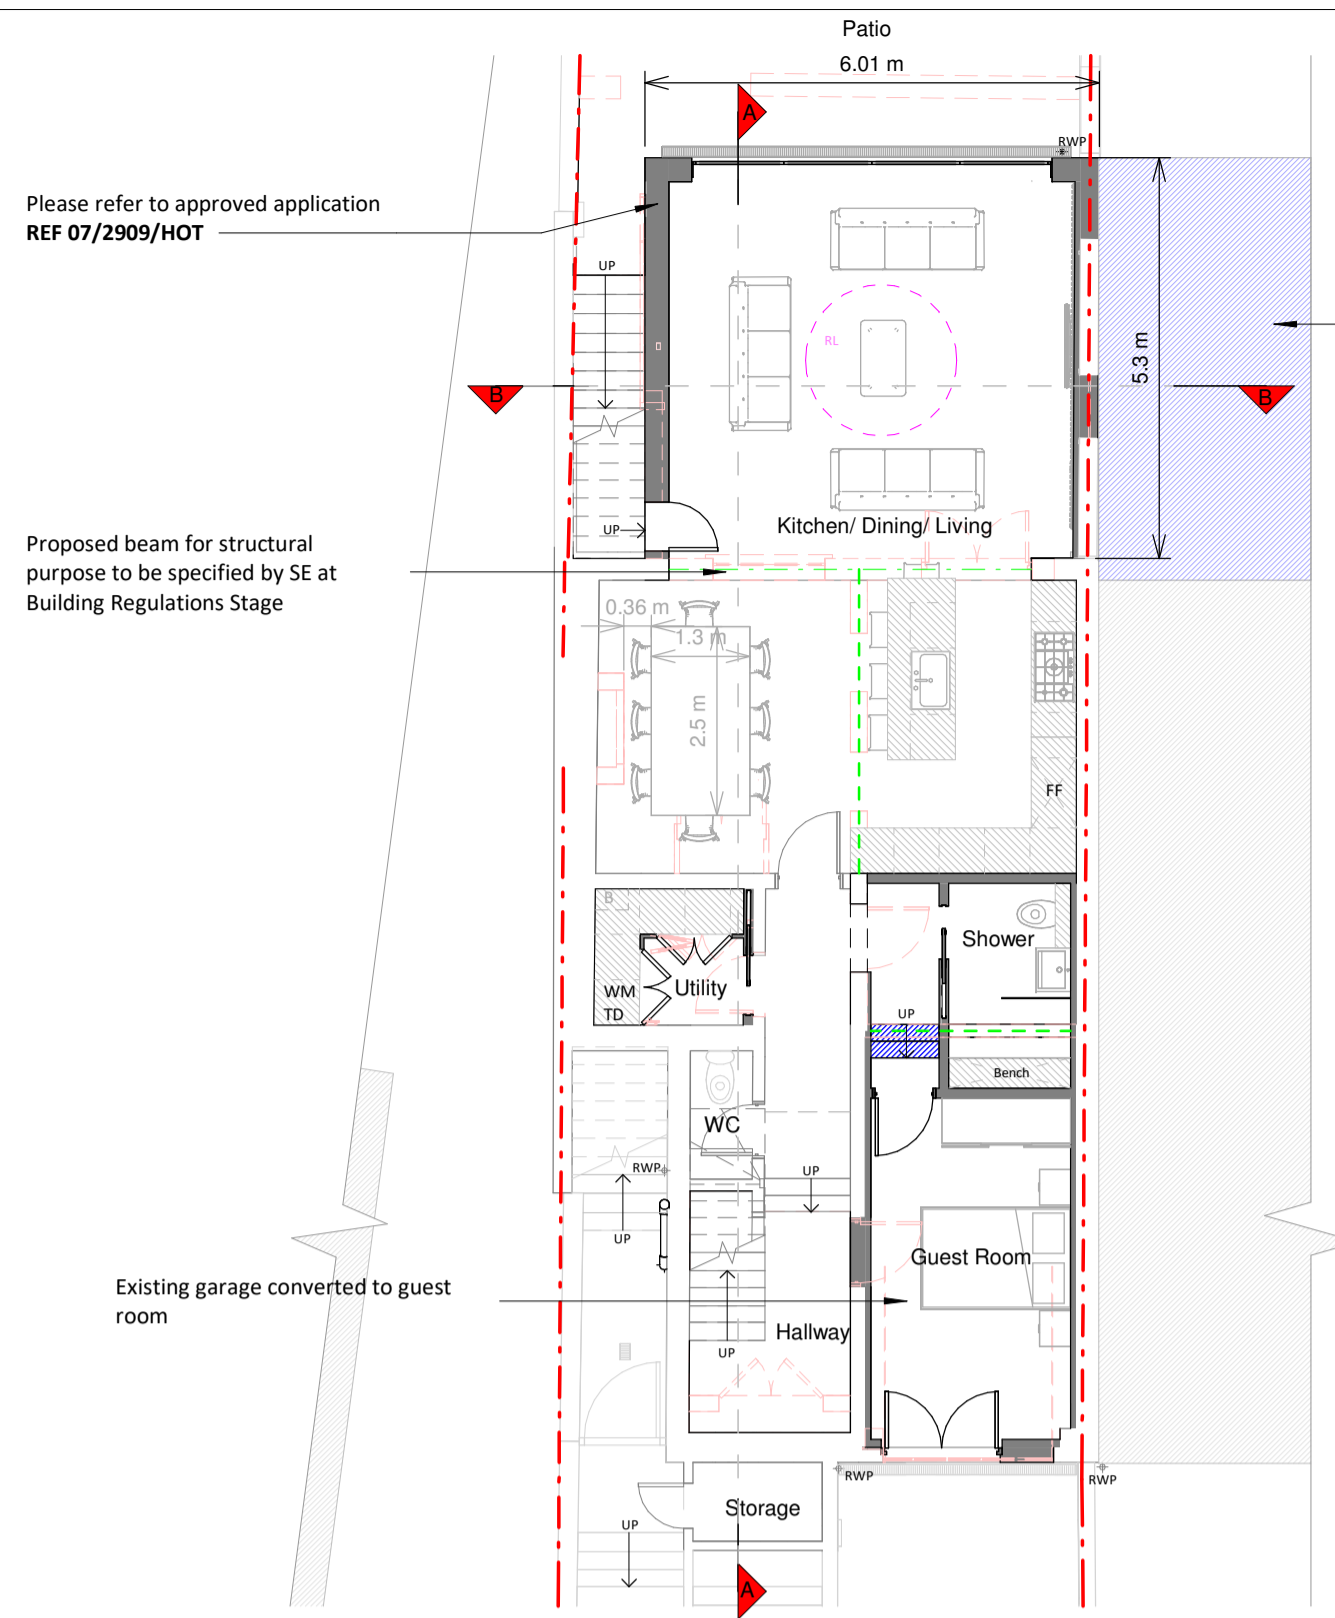 Patio
6.01 m
A
RWP
Please refer to approved application
REF 07/2909/HOT
UP
RL
5.3 m
B
B
UP
Kitchen/ Dining/ Living
Proposed beam for structural
purpose to be specified by SE at
Building Regulations Stage
0.36 m
1.3 m
2.5 m
FF
B
Shower
WM
TD
Utility
UP
Bench
WC
RWP
UP
UP
Guest Room
Existing garage converted to guest
room
Hallway
UP
RWP
RWP
Storage
UP
A